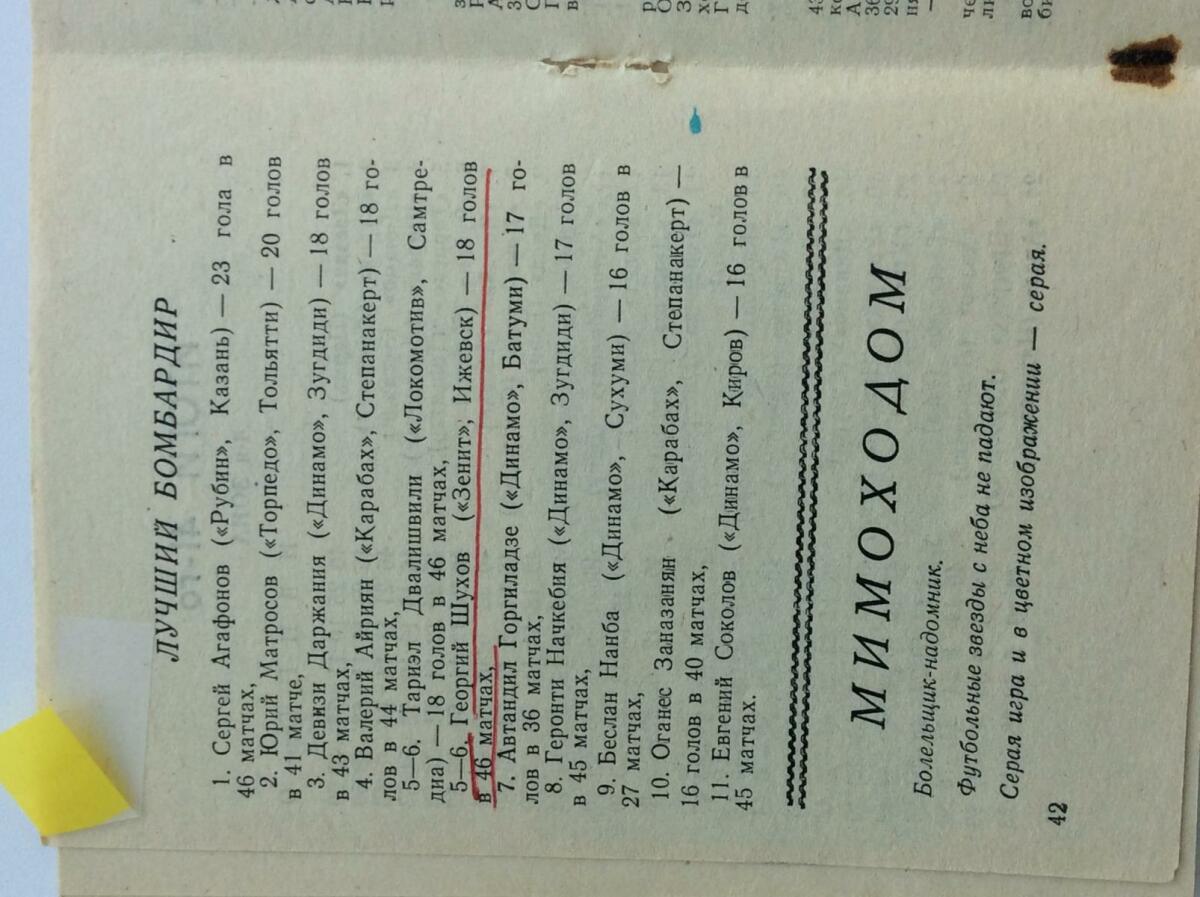 ЛУЧШИЙ БОМБАРДИР
1. Сергей Агафонов («Рубин», Казань) — 23 гола в
46 матчах,
2. Юрий Матросов («Торпедо», Тольятти) — 20 голов
в 41 матче,
3. Девизи Даржания («Динамо», Зугдиди) — 18 голов
в 43 матчах,
4. Валерий Айриян («Карабах», Степанакерт) — 18 го-
лов в 44 матчах,
5—6. Тариэл Двалишвили («Локомотив», Самтре-
диа) — 18 голов в 46 матчах,
5—6. Георгий Шухов («Зенит», Ижевск) — 18 голов
в 46 матчах,
7. Автандил Горгиладзе («Динамо», Батуми) — 17 го-
лов в 36 матчах,
8. Геронти Начкебия («Динамо», Зугдиди) — 17 голов
в 45 матчах,
9. Беслан Нанба («Динамо», Сухуми) — 16 голов в
27 матчах,
10. Оганес Заназанян («Карабах», Степанакерт) —
16 голов в 40 матчах,
11. Евгений Соколов («Динамо», Киров) — 16 голов в
45 матчах.
МИМОХОДОМ
Болельщик-надомник.
Футбольные звезды с неба не падают.
Серая игра и в цветном изображении — серая.
42